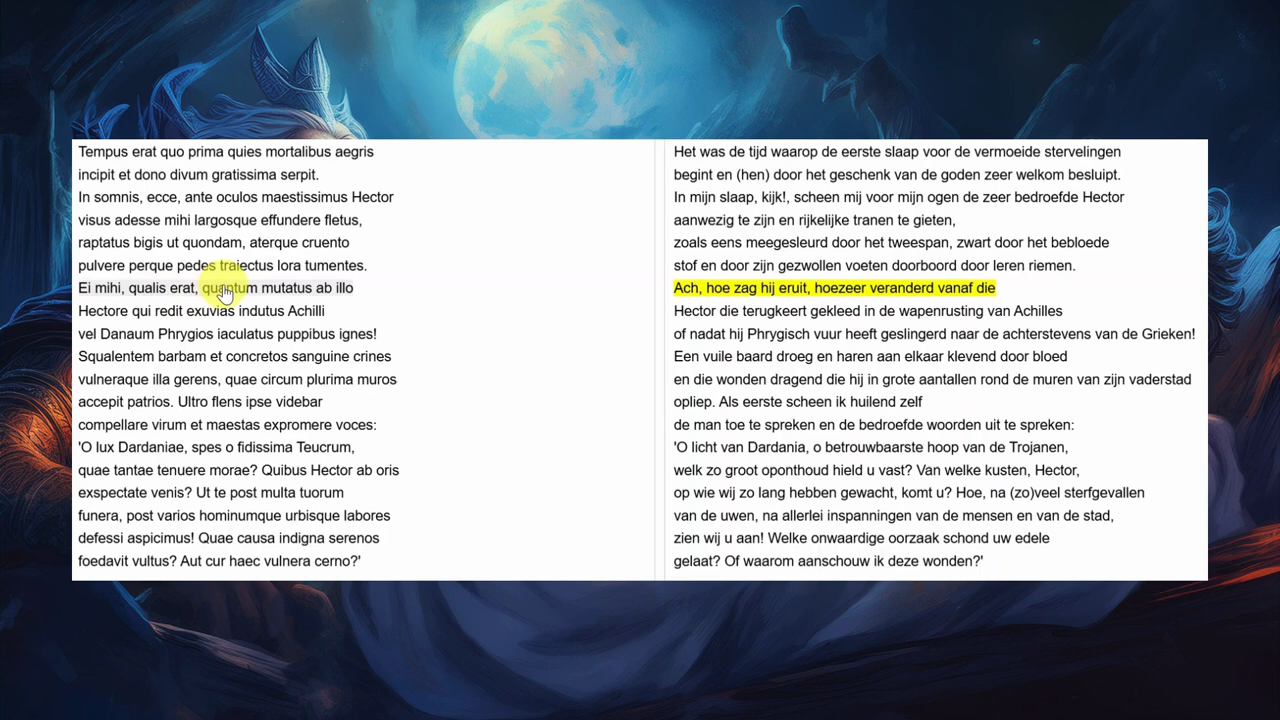 Tempus erat quo prima quies mortalibus aegris
incipit et dono divum gratissima serpit.
In somnis, ecce, ante oculos maestissimus Hector
visus adesse mihi largosque effundere fletus,
raptatus bigis ut quondam, aterque cruento
pulvere perque pedes traiectus lora tumentes.
Ei mihi, qualis erat, quantum mutatus ab illo
Hectore qui redit exuvias indutus Achilli
vel Danaum Phrygios iaculatus puppibus ignes!
Squalentem barbam et concretos sanguine crines
vulneraque illa gerens, quae circum plurima muros
accepit patrios. Ultro flens ipse videbar
compellare virum et maestas expromere voces:
'O lux Dardaniae, spes o fidissima Teucrum,
quae tantae tenuere morae? Quibus Hector ab oris
exspectate venis? Ut te post multa tuorum
funera, post varios hominumque urbisque labores
defessi aspicimus! Quae causa indigna serenos
foedavit vultus? Aut cur haec vulnera cerno?'
Het was de tijd waarop de eerste slaap voor de vermoeide stervelingen
begint en (hen) door het geschenk van de goden zeer welkom besluipt.
In mijn slaap, kijk!, scheen mij voor mijn ogen de zeer bedroefde Hector
aanwezig te zijn en rijkelijke tranen te gieten,
zoals eens meegesleurd door het tweespan, zwart door het bebloede
stof en door zijn gezwollen voeten doorboord door leren riemen.
Ach, hoe zag hij eruit, hoezeer veranderd vanaf die
Hector die terugkeert gekleed in de wapenrusting van Achilles
of nadat hij Phrygisch vuur heeft geslingerd naar de achterstevens van de Grieken!
Een vuile baard droeg en haren aan elkaar klevend door bloed
en die wonden dragend die hij in grote aantallen rond de muren van zijn vaderstad
opliep. Als eerste scheen ik huilend zelf
de man toe te spreken en de bedroefde woorden uit te spreken:
'O licht van Dardania, o betrouwbaarste hoop van de Trojanen,
welk zo groot oponthoud hield u vast? Van welke kusten, Hector,
op wie wij zo lang hebben gewacht, komt u? Hoe, na (zo)veel sterfgevallen
van de uwen, na allerlei inspanningen van de mensen en van de stad,
zien wij u aan! Welke onwaardige oorzaak schond uw edele
gelaat? Of waarom aanschouw ik deze wonden?'